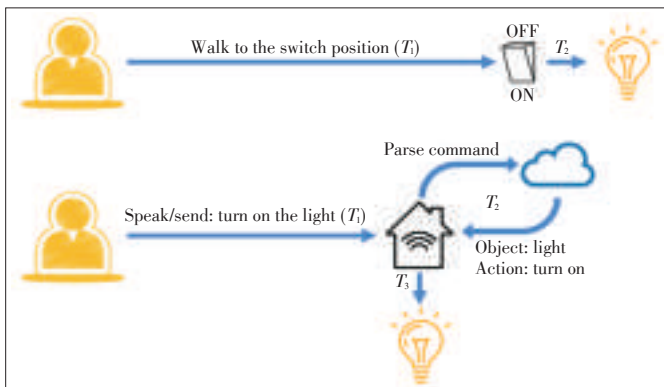 OFF
Walk to the switch position (T₁)
T₂
ON
Parse command
Speak/send: turn on the light (T₁)
T₂
Object: light
Action: turn on
T₃